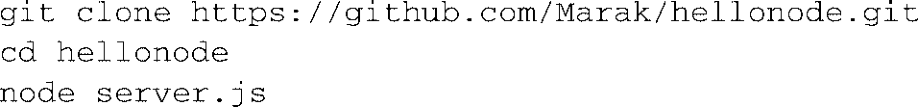 git clone https://github.com/Marak/hellonode.git
cd hellonode
node server.js